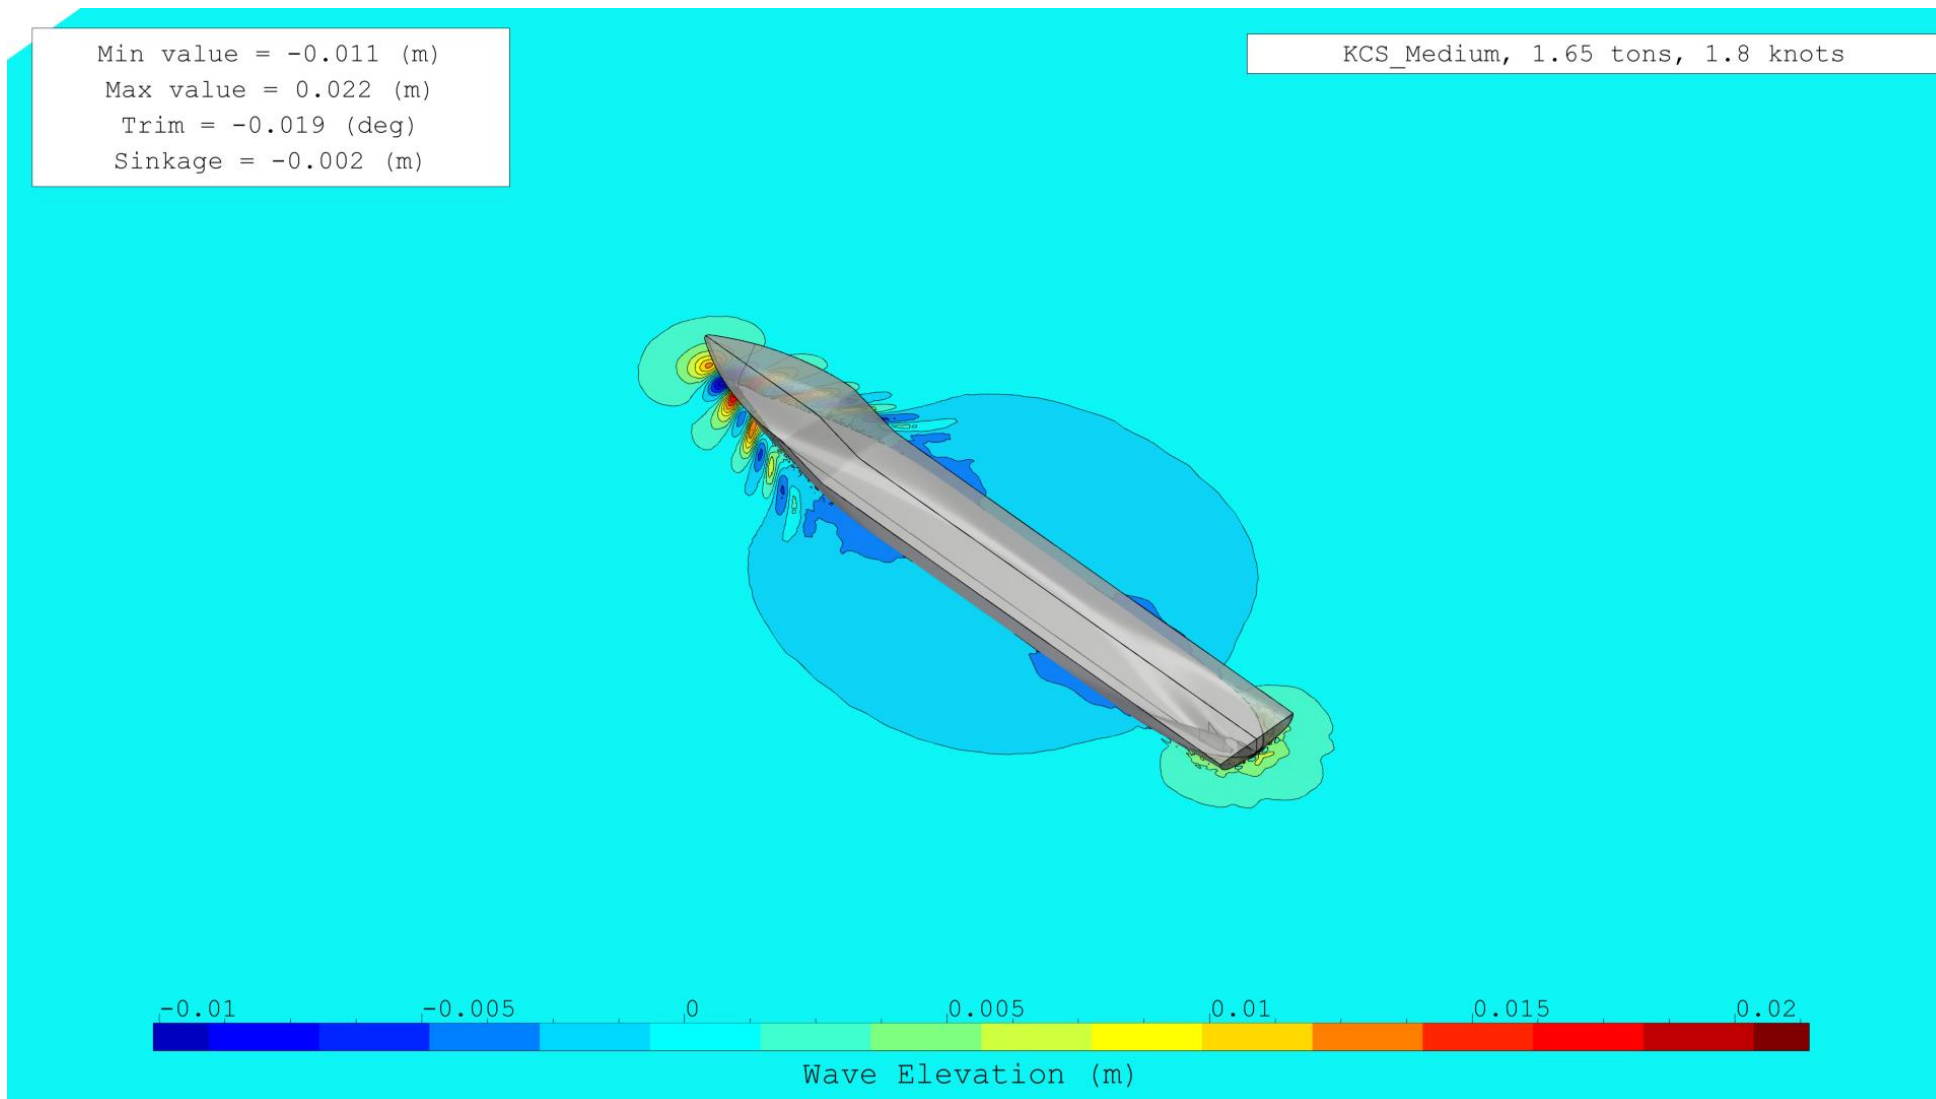 Min value = -0.011 (m)
Max value = 0.022 (m)
Trim = -0.019 (deg)
Sinkage = -0.002 (m)
KCS_Medium, 1.65 tons, 1.8 knots
-0.01 -0.005 0 0.005 0.01 0.015 0.02
Wave Elevation (m)